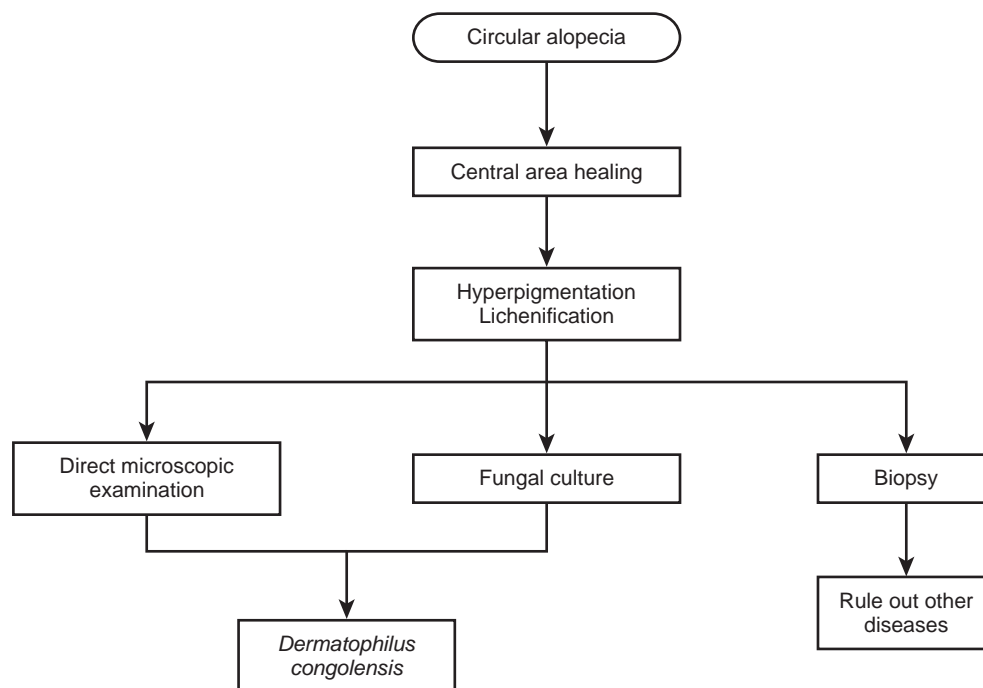 Circular alopecia
Central area healing
Hyperpigmentation
Lichenification
Direct microscopic
examination
Fungal culture
Biopsy
Rule out other
diseases
Dermatophilus
congolensis